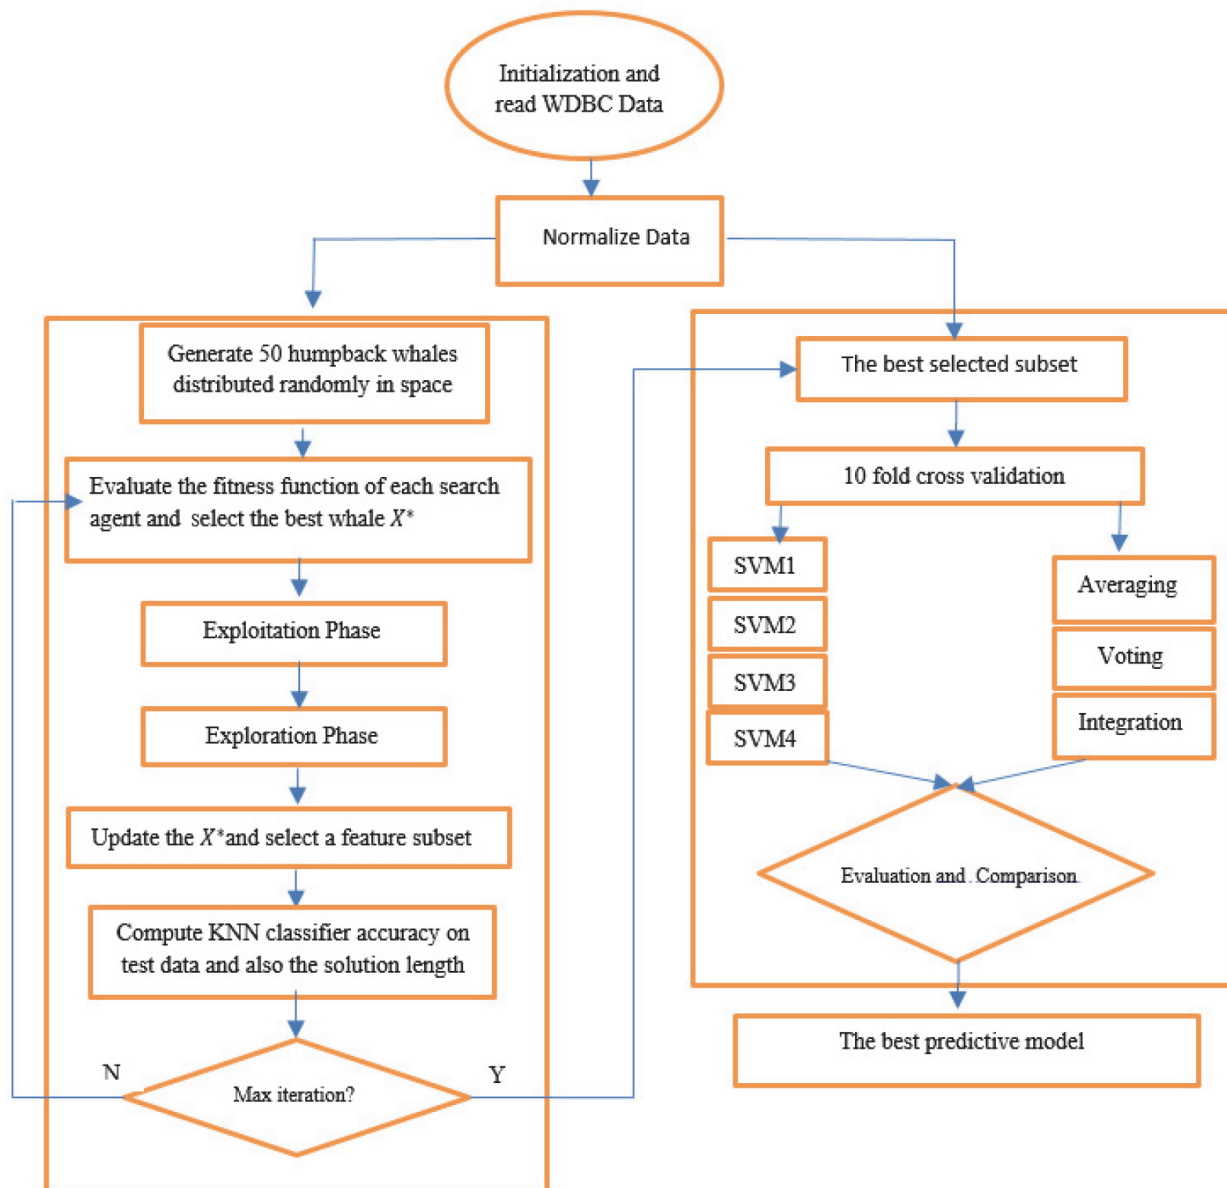 Initialization and
read WDBC Data
Normalize Data
Generate 50 humpback whales
distributed randomly in space
Evaluate the fitness function of each search
agent and select the best whale X*
Exploitation Phase
Exploration Phase
Update the X*and select a feature subset
Compute KNN classifier accuracy on
test data and also the solution length
N
Max iteration?
Y
The best selected subset
10 fold cross validation
SVM1
SVM2
SVM3
SVM4
Averaging
Voting
Integration
Evaluation and Comparison
The best predictive model